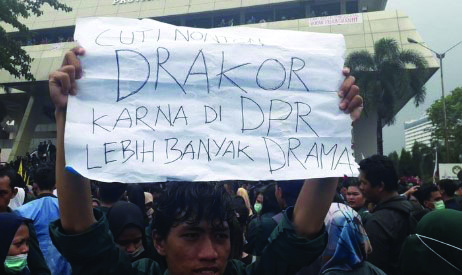 CUTI NONTON
DRAKOR
KARNA DI DPR
LEBIH BANYAK DRAMA